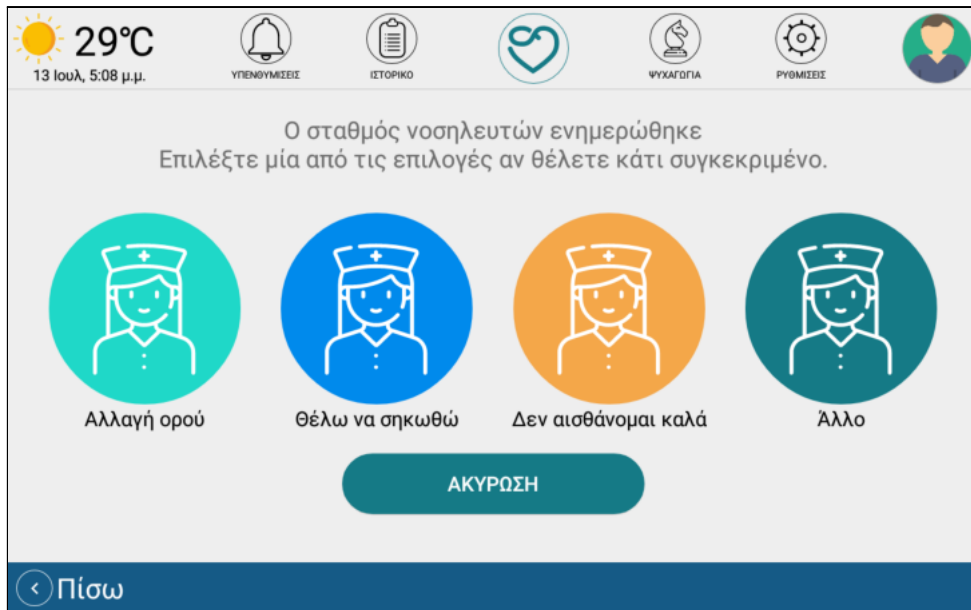 29°C
13 Ιουλ, 5:08 μ.μ.
ΥΠΕΝΘΥΜΙΣΕΙΣ
ΙΣΤΟΡΙΚΟ
ΨΥΧΑΓΩΓΙΑ
ΡΥΘΜΙΣΕΙΣ
Ο σταθμός νοσηλευτών ενημερώθηκε
Επιλέξτε μία από τις επιλογές αν θέλετε κάτι συγκεκριμένο.
Αλλαγή ορού
Θέλω να σηκωθώ
Δεν αισθάνομαι καλά
Άλλο
ΑΚΥΡΩΣΗ
Πίσω